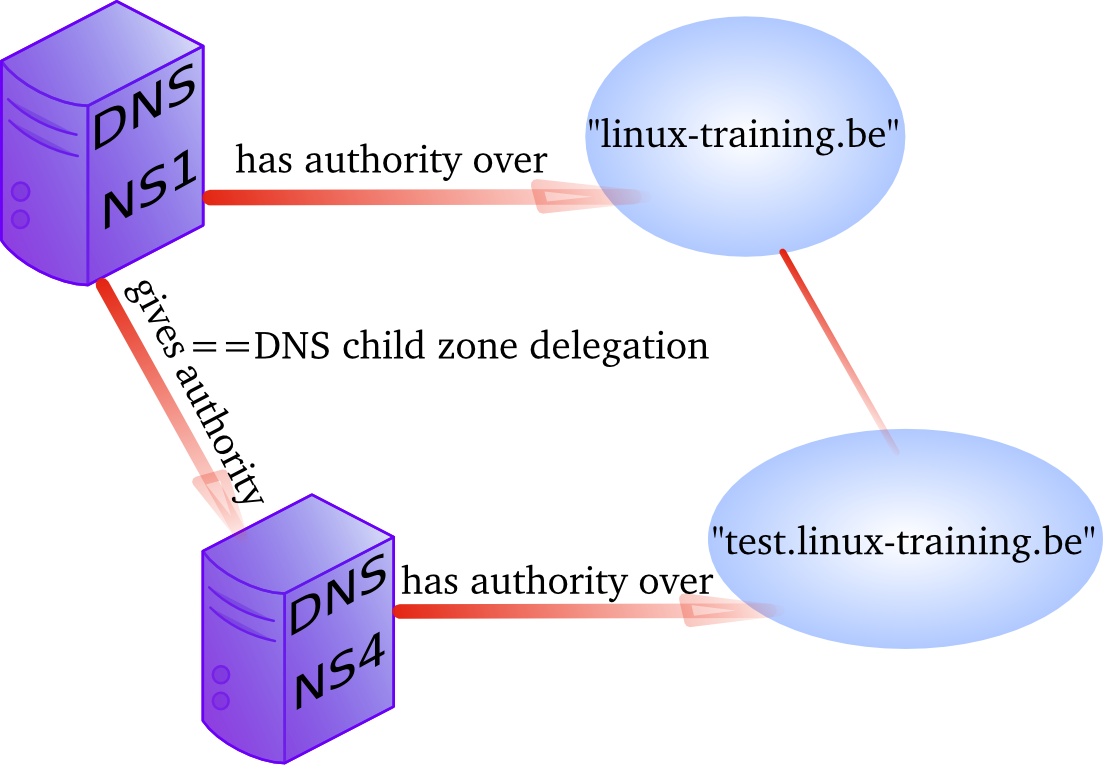 DNS
NS1
has authority over
"linux-training.be"
gives authority
==DNS child zone delegation
DNS
NS4
has authority over
"test.linux-training.be"